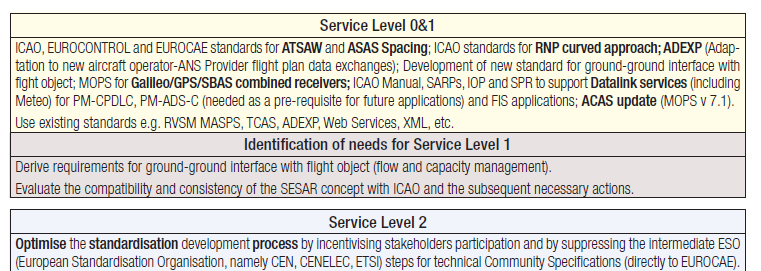 Service Level 0&1
ICAO, EUROCONTROL and EUROCAE standards for ATSAW and ASAS Spacing; ICAO standards for RNP curved approach; ADEXP (Adap-
tation to new aircraft operator-ANS Provider flight plan data exchanges); Development of new standard for ground-ground interface with
fight object; MOPS for Galileo/GPS/SBAS combined receivers; ICAO Manual, SARPs, IOP and SPR to support Datalink services (including
Meteo) for PM-CPDLC, PM-ADS-C (needed as a pre-requisite for future applications) and FIS applications; ACAS update (MOPS v 7.1).
Use existing standards e.g. RVSM MASPS, TCAS, ADEXP, Web Services, XML, etc.
Identification of needs for Service Level 1
Derive requirements for ground-ground interface with flight object (flow and capacity management).
Evaluate the compatibility and consistency of the SESAR concept with ICAO and the subsequent necessary actions.
Service Level 2
Optimise the standardisation development process by incentivising stakeholders participation and by suppressing the Intermediate ESO
(European Standardisation Organisation, namely CEN, CENELEC, ETSI) steps for technical Community Specifications (directly to EUROCAE).